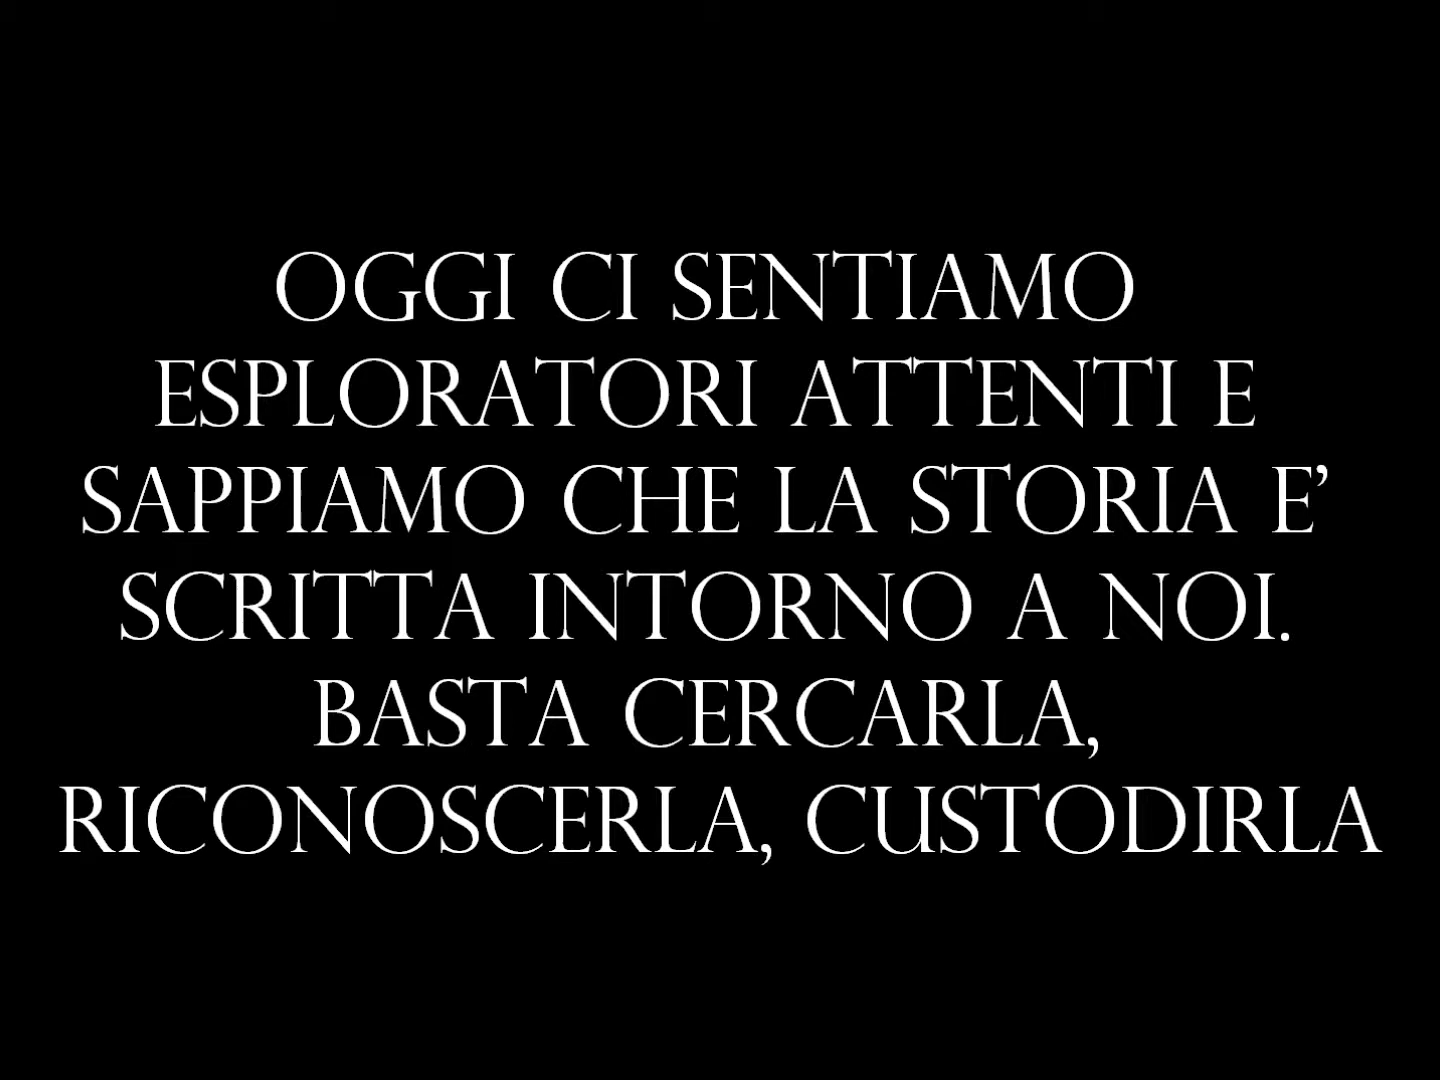 OGGI CI SENTIAMO
ESPLORATORI ATTENTI E
SAPPIAMO CHE LA STORIA E’
SCRITTA INTORNO A NOI.
BASTA CERCARLA,
RICONOSCERLA, CUSTODIRLA